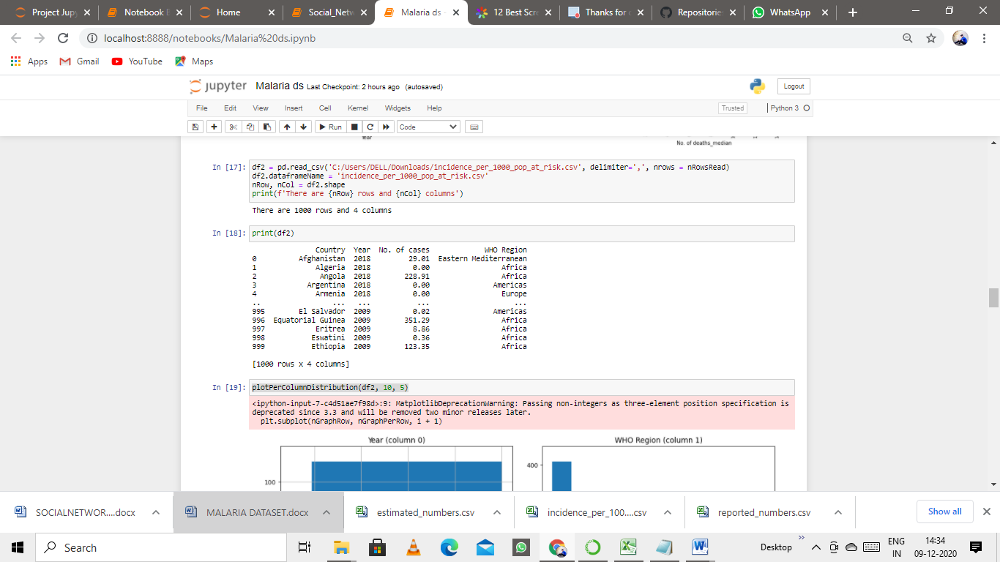 Project Jupy
Notebook E
Home
Social_Netw
Malaria ds -
12 Best Scre
Thanks for d
Repositories
WhatsApp
localhost:8888/notebooks/Malaria%20ds.ipynb
Apps
Gmail
YouTube
Maps
jupyter Malaria ds Last Checkpoint: 2 hours ago (autosaved)
Logout
File Edit View Insert Cell Kernel Widgets Help
Trusted
Python 3
Run
Code
Year
No. of deaths_median
In [17]: df2 = pd.read_csv('C:/Users/DELL/Downloads/incidence_per_1000_pop_at_risk.csv', delimiter=',', nrows = nRowsRead)
df2.dataframeName = 'incidence_per_1000_pop_at_risk.csv'
nRow, nCol = df2.shape
print(f'There are {nRow} rows and {nCol} columns')
There are 1000 rows and 4 columns
In [18]: print(df2)
Country Year No. of cases WHO Region
0 Afghanistan 2018 29.01 Eastern Mediterranean
1 Algeria 2018 0.00 Africa
2 Angola 2018 228.91 Africa
3 Argentina 2018 0.00 Americas
4 Armenia 2018 0.00 Europe
.. ... ... ... ...
995 El Salvador 2009 0.02 Americas
996 Equatorial Guinea 2009 351.29 Africa
997 Eritrea 2009 8.86 Africa
998 Eswatini 2009 0.36 Africa
999 Ethiopia 2009 123.35 Africa
[1000 rows x 4 columns]
In [19]: plotPerColumnDistribution(df2, 10, 5)
<ipython-input-7-c4d51ae7f98d>:9: MatplotlibDeprecationWarning: Passing non-integers as three-element position specification is
deprecated since 3.3 and will be removed two minor releases later.
plt.subplot(nGraphRow, nGraphPerRow, i + 1)
Year (column 0)
WHO Region (column 1)
100
400
SOCIALNETWOR....docx
MALARIA DATASET.docx
estimated_numbers.csv
incidence_per_100....csv
reported_numbers.csv
Show all
Search
Desktop
ENG
IN
14:34
09-12-2020